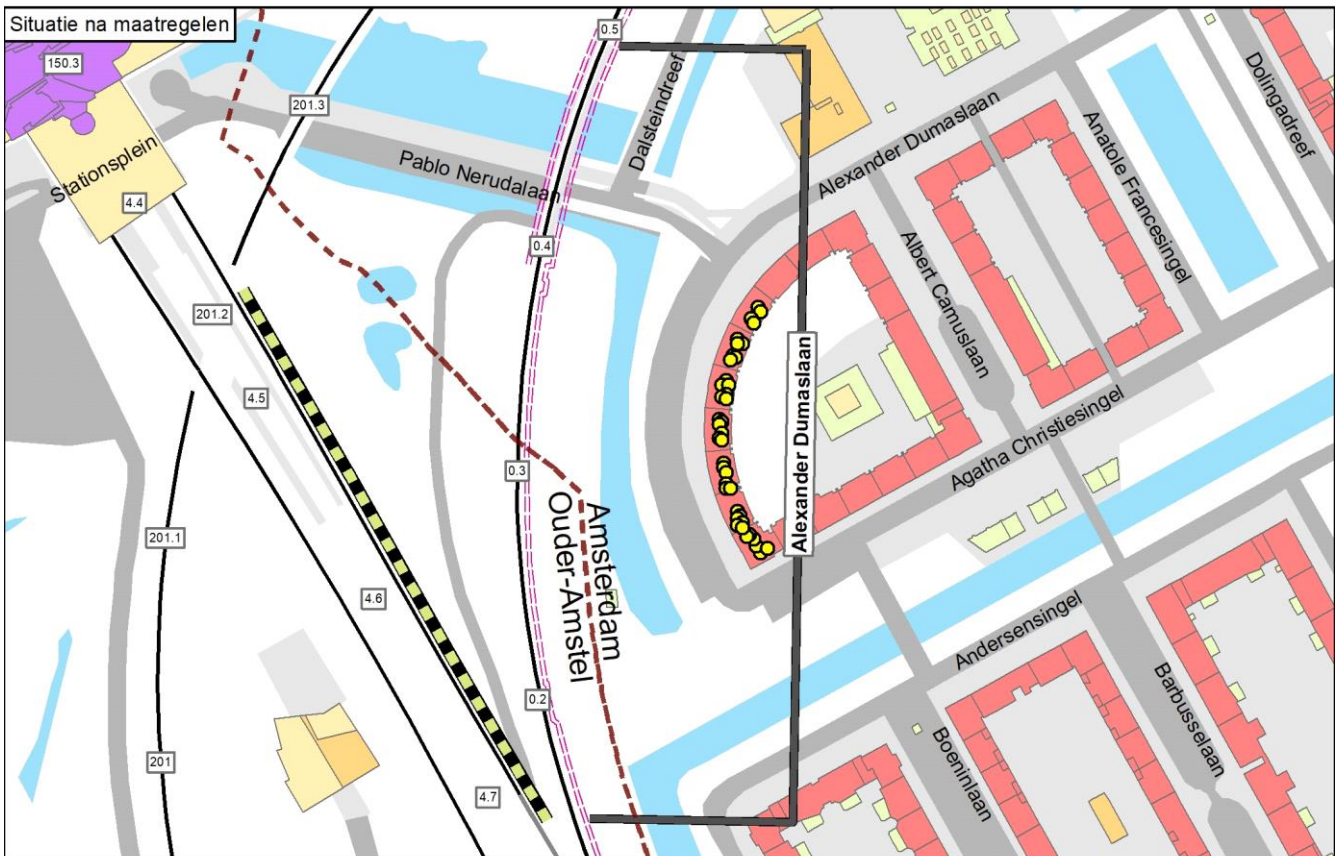 Situatie na maatregelen
150.3
201.3
0.5
Stationsplein
4.4
Pablo Nerudalaan
Dalsteindreef
Alexander Dumaslaan
Anatole Francesingel
Dolingadreef
Albert Camuslaan
0.4
201.2
4.5
Alexander Dumaslaan
Agatha Christiesingel
0.3
Amsterdam
Ouder-Amstel
201.1
4.6
0.2
Andersensingel
Barbusselaan
Boeninlaan
201
4.7